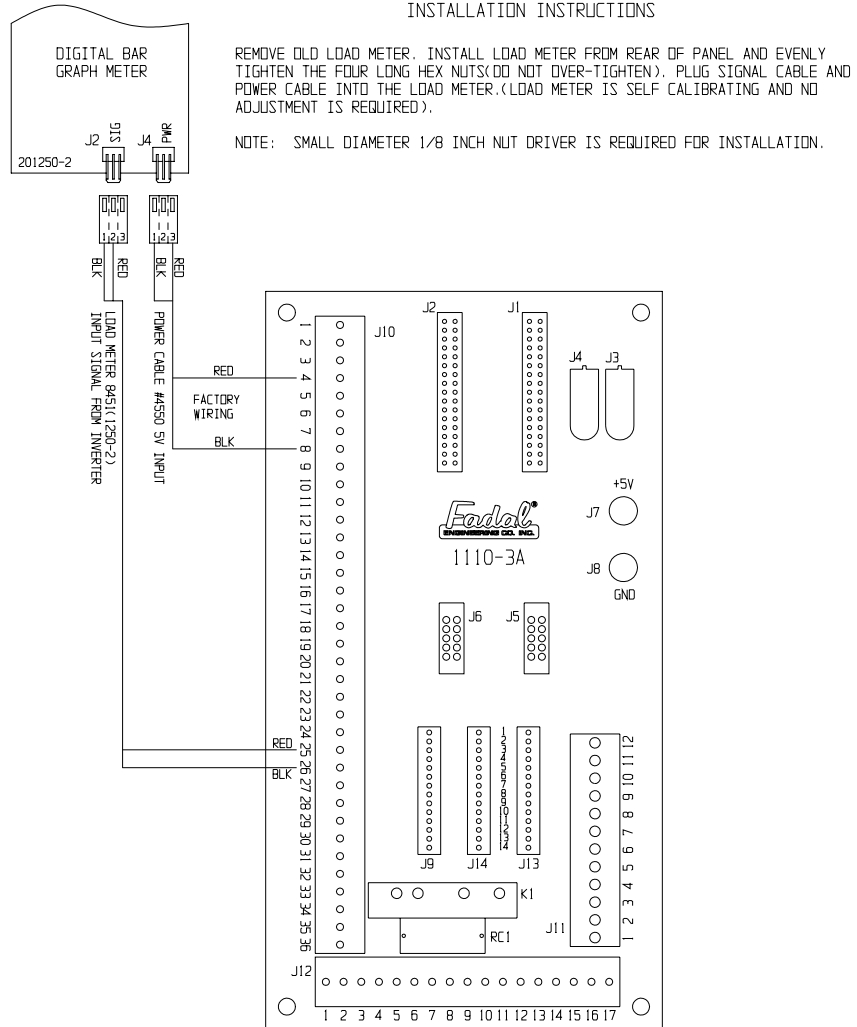 INSTALLATION INSTRUCTIONS
REMOVE OLD LOAD METER. INSTALL LOAD METER FROM REAR OF PANEL AND EVENLY
TIGHTEN THE FOUR LONG HEX NUTS(DO NOT OVER-TIGHTEN). PLUG SIGNAL CABLE AND
POWER CABLE INTO THE LOAD METER.(LOAD METER IS SELF CALIBRATING AND NO
ADJUSTMENT IS REQUIRED).
NOTE: SMALL DIAMETER 1/8 INCH NUT DRIVER IS REQUIRED FOR INSTALLATION.
DIGITAL BAR
GRAPH METER
J2
SIG
J4
PWR
201250-2
1 2 3
1 2 3
BLK
RED
BLK
RED
LOAD METER 8451(1250-2)
INPUT SIGNAL FROM INVERTER
POWER CABLE #4550 5V INPUT
RED
FACTORY
WIRING
BLK
RED
BLK
J10
1
2
3
4
5
6
7
8
9
10
11
12
13
14
15
16
17
18
19
20
21
22
23
24
25
26
27
28
29
30
31
32
33
34
35
36
J2
J1
J4
J3
+5V
J7
J8
GND
Fadal®
ENGINEERING CO. INC.
1110-3A
J6
J5
1
2
3
4
5
6
7
8
9
10
11
12
13
14
J9
J14
J13
12
11
10
9
8
7
6
5
4
3
2
1
J11
K1
RC1
J12
1 2 3 4 5 6 7 8 9 10 11 12 13 14 15 16 17